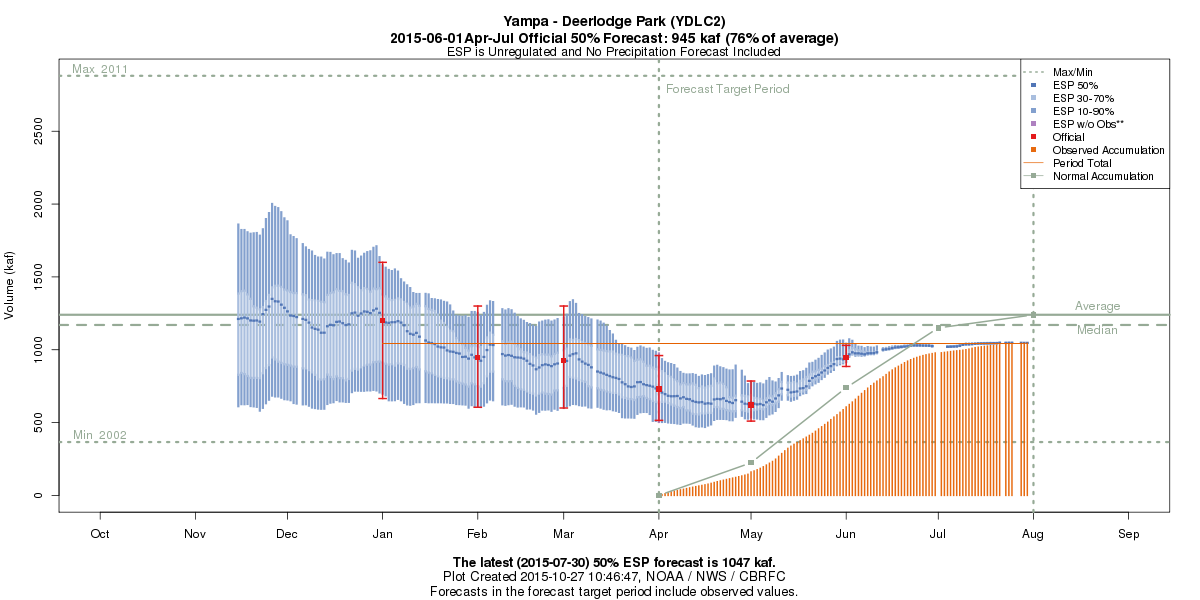 Yampa - Deerlodge Park (YDLC2)
2015-06-01Apr-Jul Official 50% Forecast: 945 kaf (76% of average)
ESP is Unregulated and No Precipitation Forecast Included
Max 2011
Forecast Target Period
Max/Min
ESP 50%
ESP 30-70%
ESP 10-90%
ESP w/o Obs**
Official
Observed Accumulation
Period Total
Normal Accumulation
Average
Median
Min 2002
Volume (kaf)
2500
2000
1500
1000
500
0
Oct Nov Dec Jan Feb Mar Apr May Jun Jul Aug Sep
The latest (2015-07-30) 50% ESP forecast is 1047 kaf.
Plot Created 2015-10-27 10:46:47, NOAA / NWS / CBRFC
Forecasts in the forecast target period include observed values.